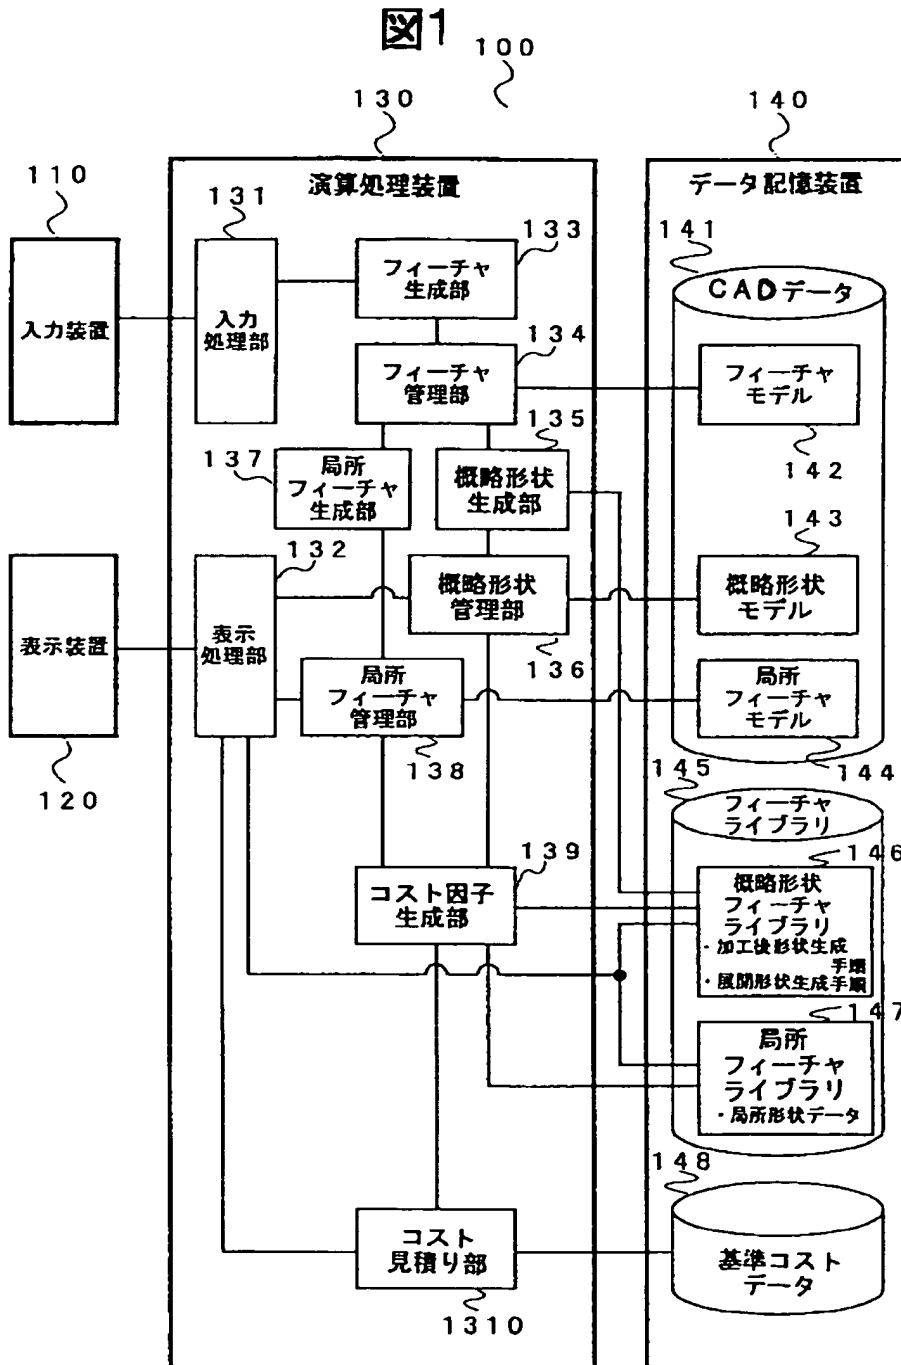 図1
100
130
140
110
演算処理装置
データ記憶装置
131
133
141
フィーチャ
生成部
CADデータ
入力装置
入力
処理部
134
フィーチャ
管理部
フィーチャ
モデル
135
137
局所
フィーチャ
生成部
概略形状
生成部
142
143
132
概略形状
管理部
概略形状
モデル
表示装置
表示
処理部
136
局所
フィーチャ
管理部
局所
フィーチャ
モデル
138
144
120
145
フィーチャ
ライブラリ
139
146
コスト因子
生成部
概略形状
フィーチャ
ライブラリ
・加工後形状生成
手順
・展開形状生成手順
147
局所
フィーチャ
ライブラリ
・局所形状データ
148
コスト
見積り部
基準コスト
データ
1310